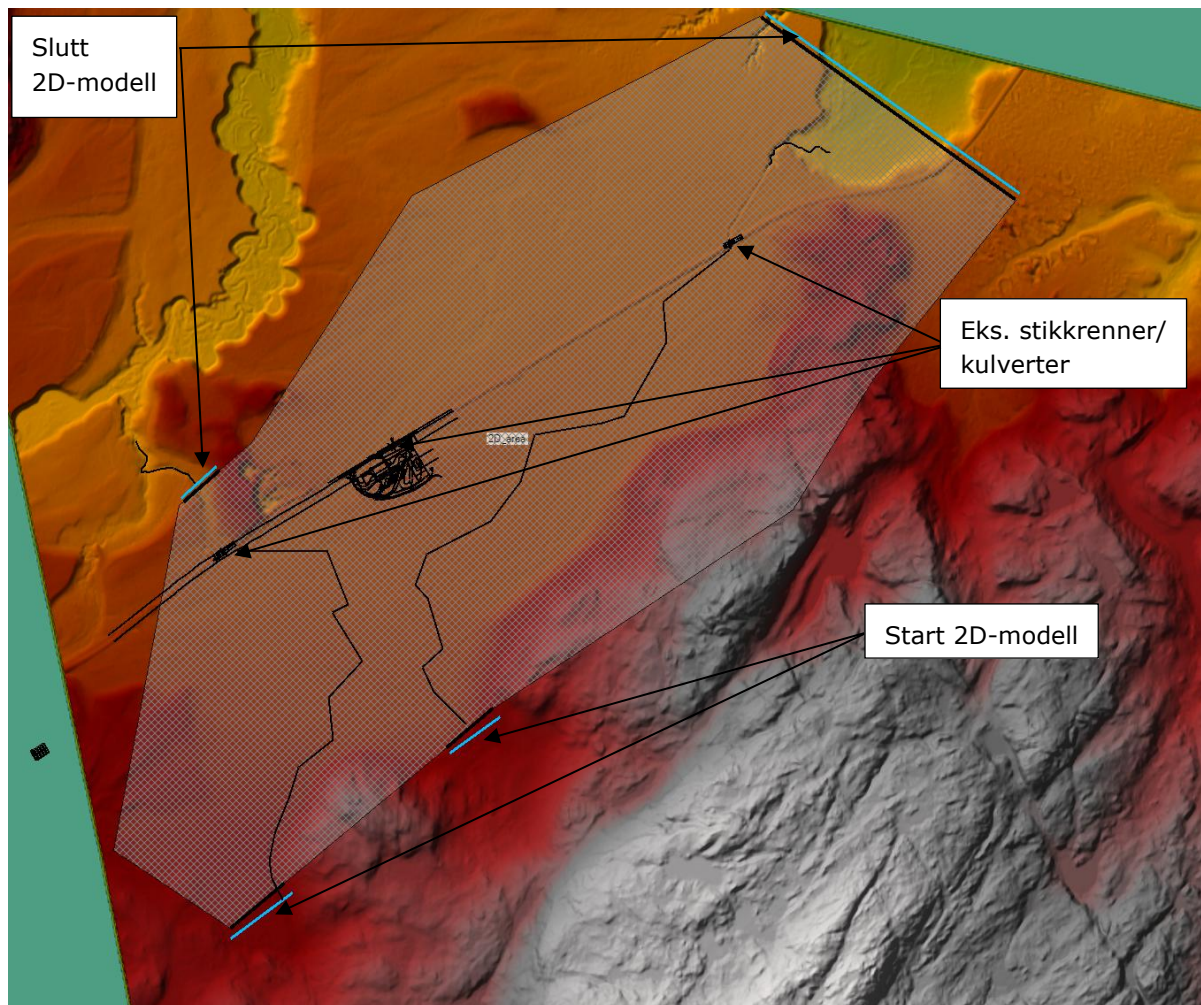 Slutt
2D-modell
Eks. stikkrenner/
kulverter
2D_area
Start 2D-modell